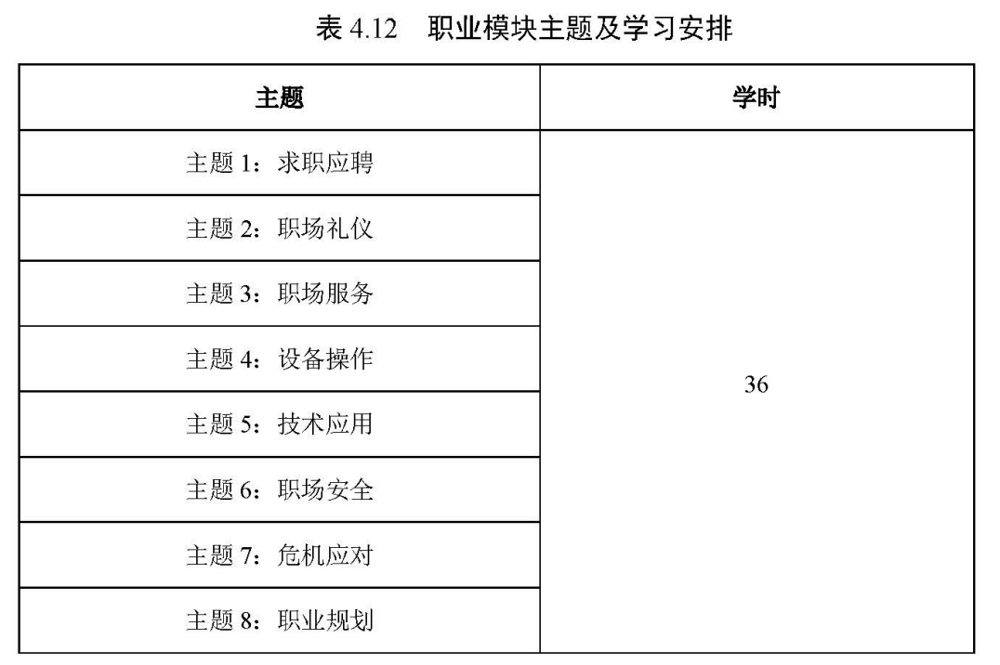 表 4.12 职业模块主题及学习安排
主题 学时
主题 1：求职应聘
主题 2：职场礼仪
主题 3：职场服务
主题 4：设备操作
36
主题 5：技术应用
主题 6：职场安全
主题 7：危机应对
主题 8：职业规划